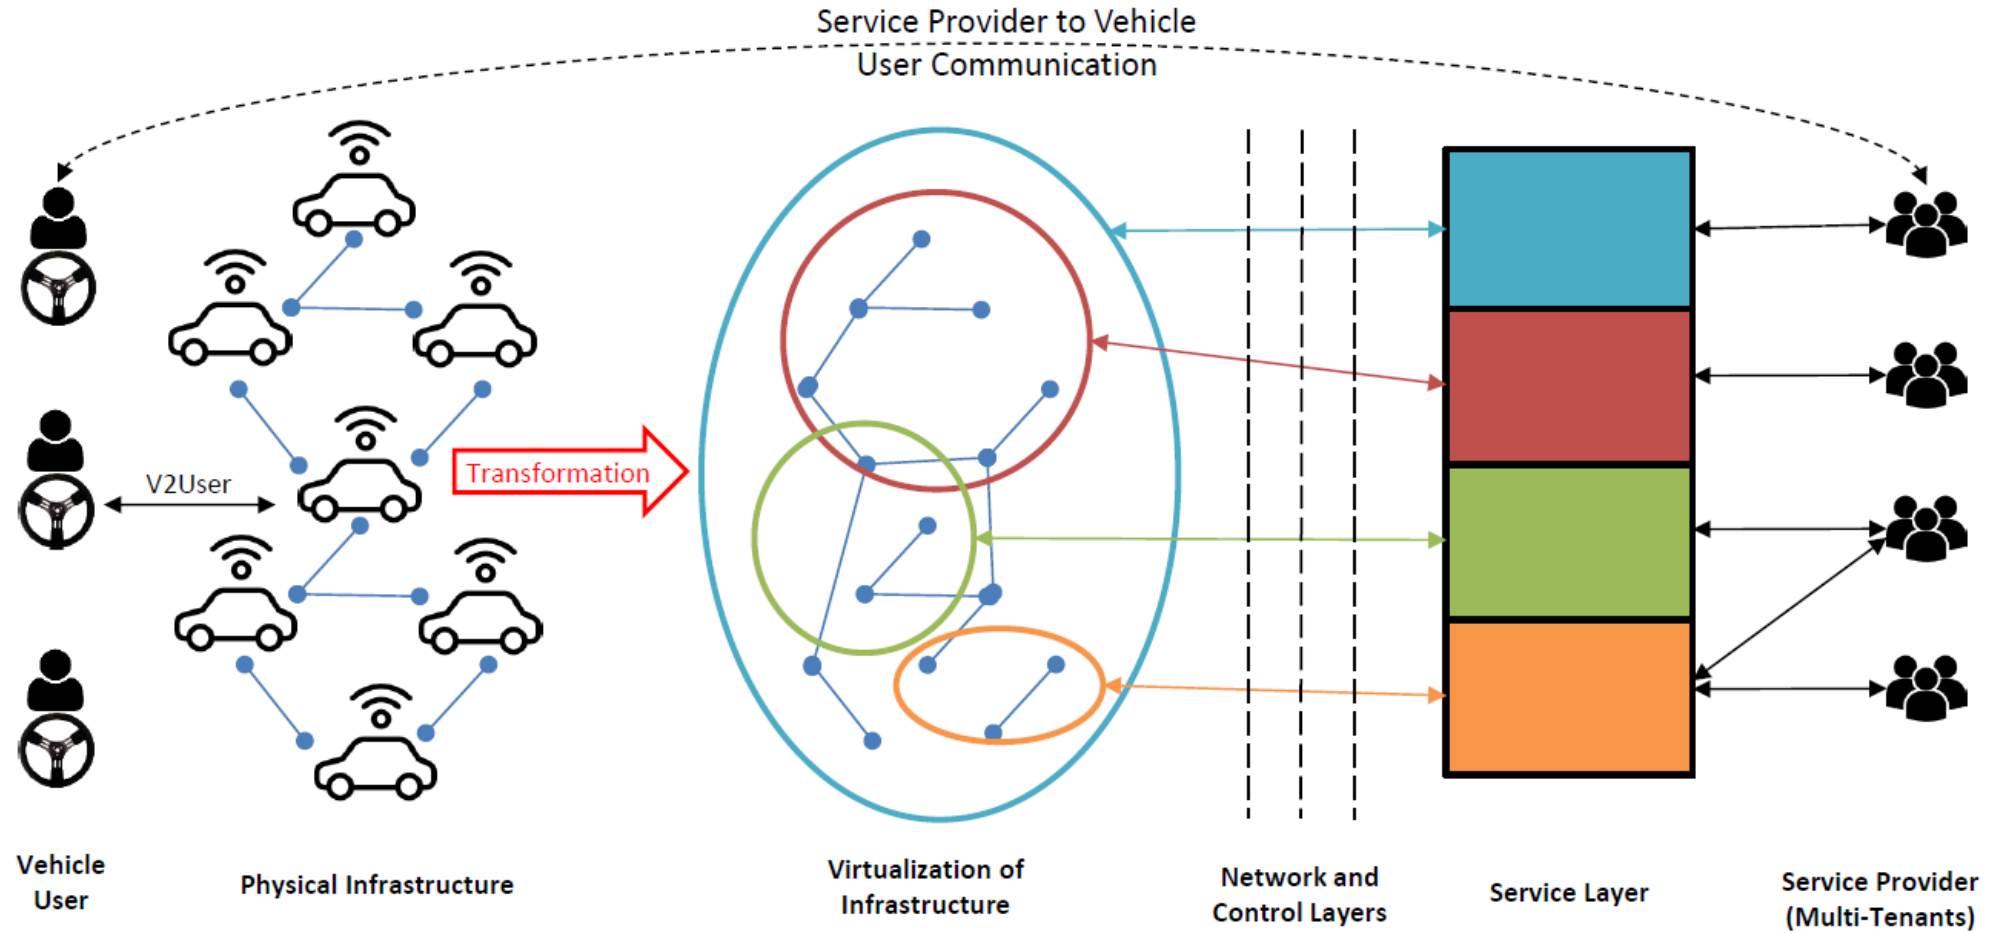 Service Provider to Vehicle
User Communication
V2User
Transformation
Vehicle
User
Physical Infrastructure
Virtualization of
Infrastructure
Network and
Control Layers
Service Layer
Service Provider
(Multi-Tenants)